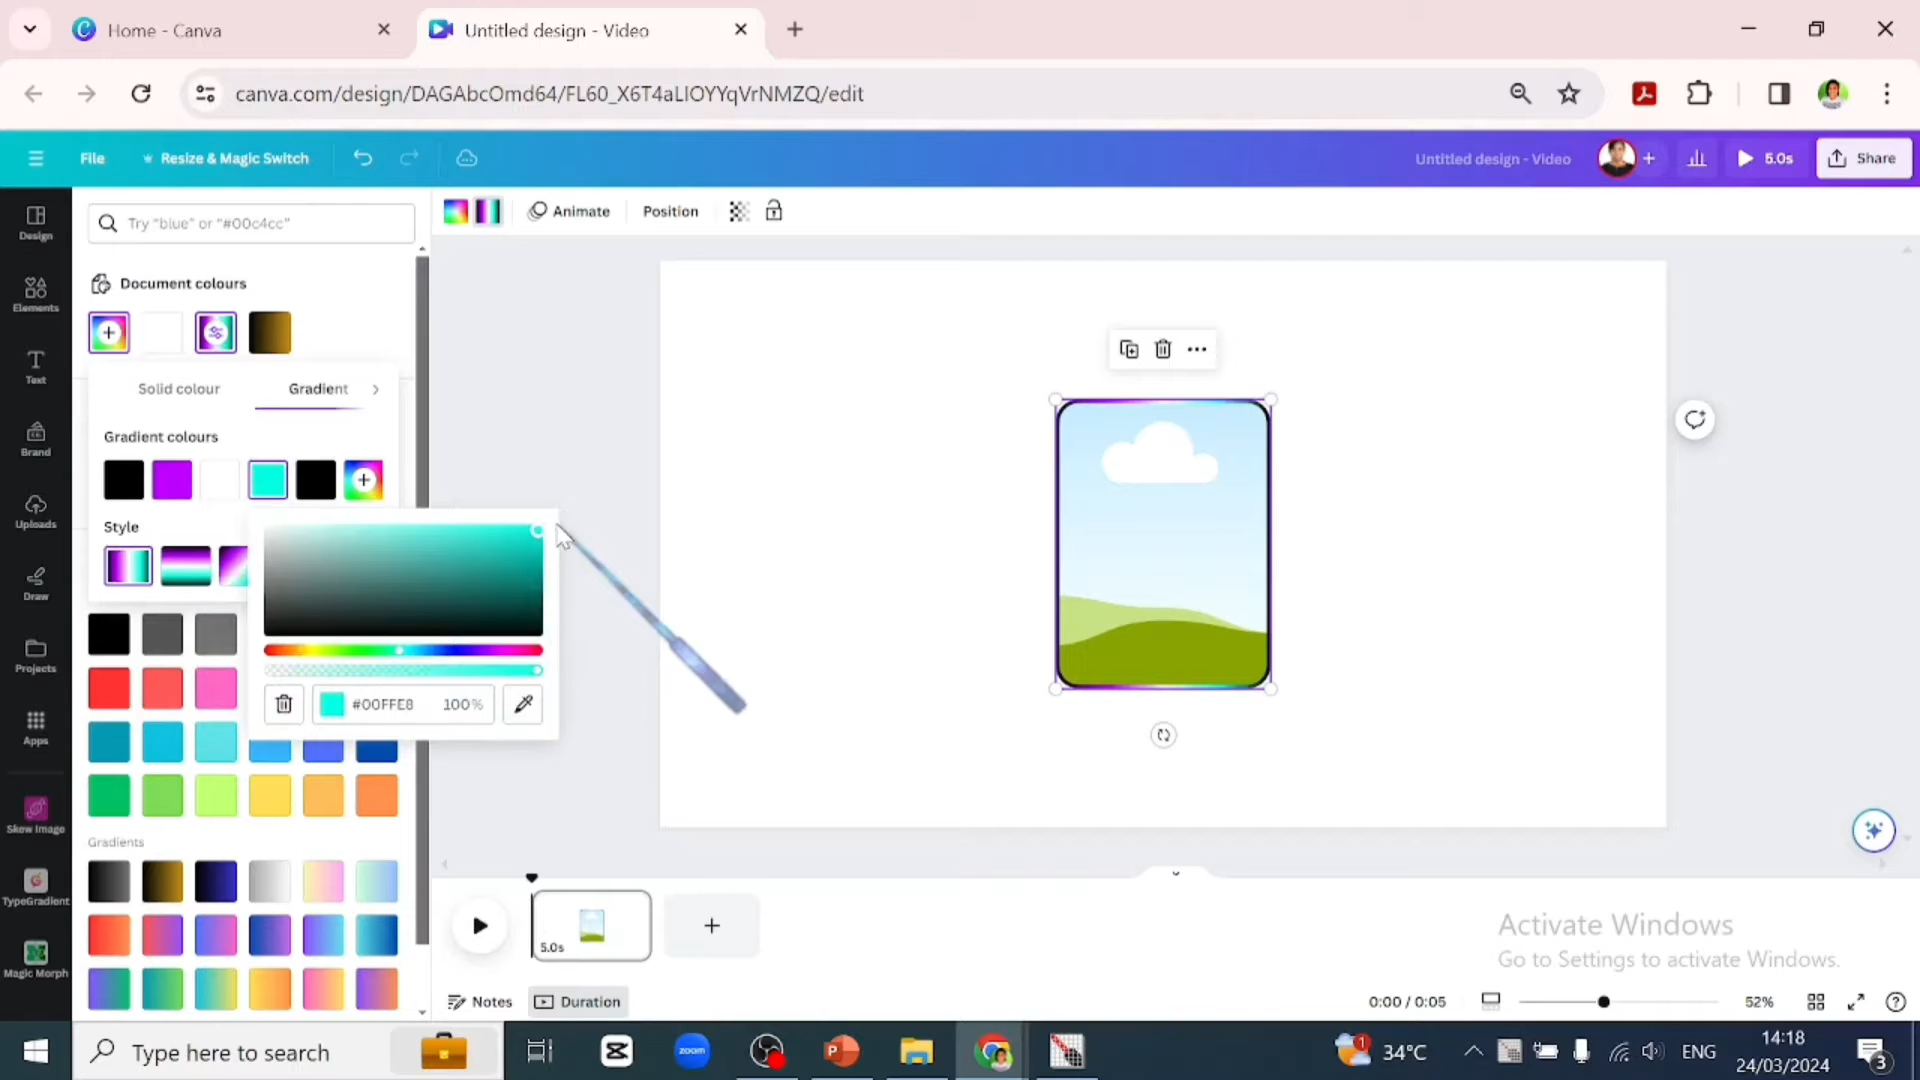 Home - Canva
Untitled design - Video
canva.com/design/DAGAbcOmd64/FL60_X6T4aLIOYYqVrNMZQ/edit
File
Resize & Magic Switch
Untitled design - Video
5.0s
Share
Design
Elements
Text
Brand
Uploads
Draw
Projects
Apps
Skew Image
TypeGradient
Magic Morph
Try "blue" or "#00c4cc"
Document colours
Solid colour
Gradient
Gradient colours
Style
#00FFE8
100%
Gradients
Animate
Position
5.0s
Notes
Duration
0:00 / 0:05
52%
Activate Windows
Go to Settings to activate Windows.
Type here to search
zoom
P
1
34°C
ENG
14:18
24/03/2024
3